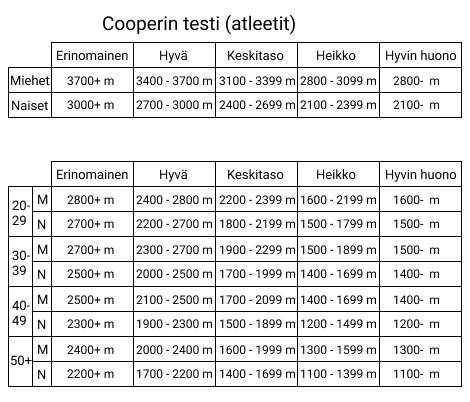 Cooperin testi (atleetit)
Erinomainen Hyvä Keskitaso Heikko Hyvin huono
Miehet 3700+ m 3400 - 3700 m 3100 - 3399 m 2800 - 3099 m 2800- m
Naiset 3000+ m 2700 - 3000 m 2400 - 2699 m 2100 - 2399 m 2100- m
Erinomainen Hyvä Keskitaso Heikko Hyvin huono
20-29 M 2800+ m 2400 - 2800 m 2200 - 2399 m 1600 - 2199 m 1600- m
N 2700+ m 2200 - 2700 m 1800 - 2199 m 1500 - 1799 m 1500- m
30-39 M 2700+ m 2300 - 2700 m 1900 - 2299 m 1500 - 1899 m 1500- m
N 2500+ m 2000 - 2500 m 1700 - 1999 m 1400 - 1699 m 1400- m
40-49 M 2500+ m 2100 - 2500 m 1700 - 2099 m 1400 - 1699 m 1400- m
N 2300+ m 1900 - 2300 m 1500 - 1899 m 1200 - 1499 m 1200- m
50+ M 2400+ m 2000 - 2400 m 1600 - 1999 m 1300 - 1599 m 1300- m
N 2200+ m 1700 - 2200 m 1400 - 1699 m 1100 - 1399 m 1100- m